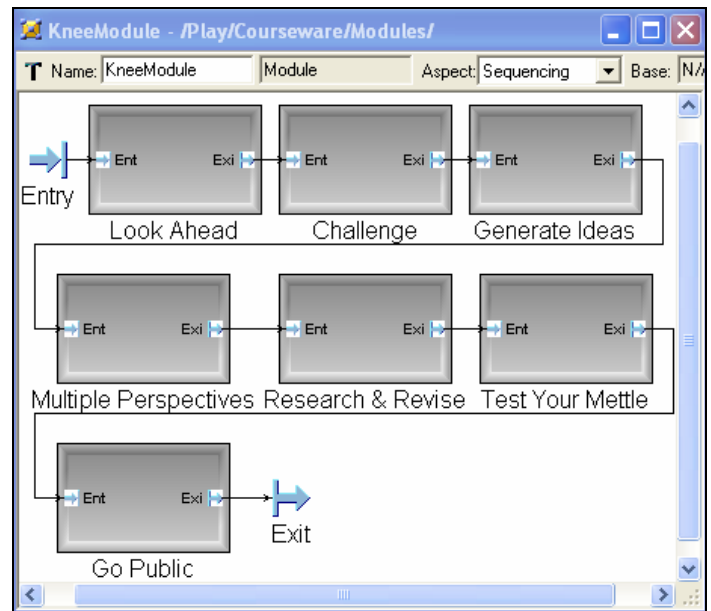 KneeModule - /Play/Courseware/Modules/
Name: KneeModule Module Aspect: Sequencing Base: N/
Ent Exi Ent Exi Ent Exi
Entry
Look Ahead Challenge Generate Ideas
Ent Exi Ent Exi Ent Exi
Multiple Perspectives Research & Revise Test Your Mettle
Ent Exi
Exit
Go Public